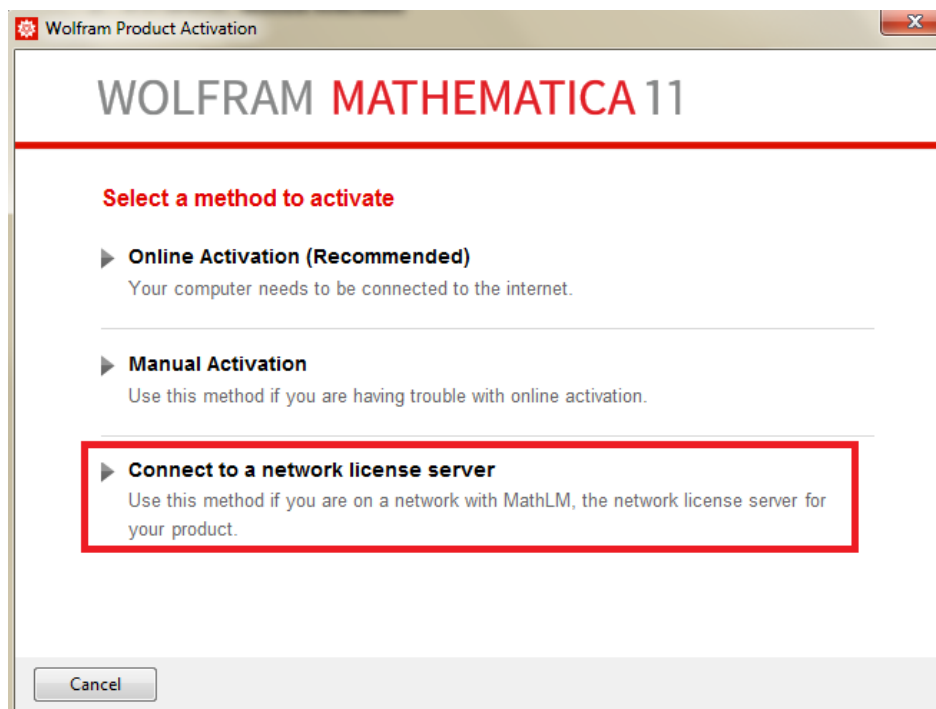 Wolfram Product Activation
WOLFRAM MATHEMATICA 11
Select a method to activate
Online Activation (Recommended)
Your computer needs to be connected to the internet.
Manual Activation
Use this method if you are having trouble with online activation.
Connect to a network license server
Use this method if you are on a network with MathLM, the network license server for
your product.
Cancel